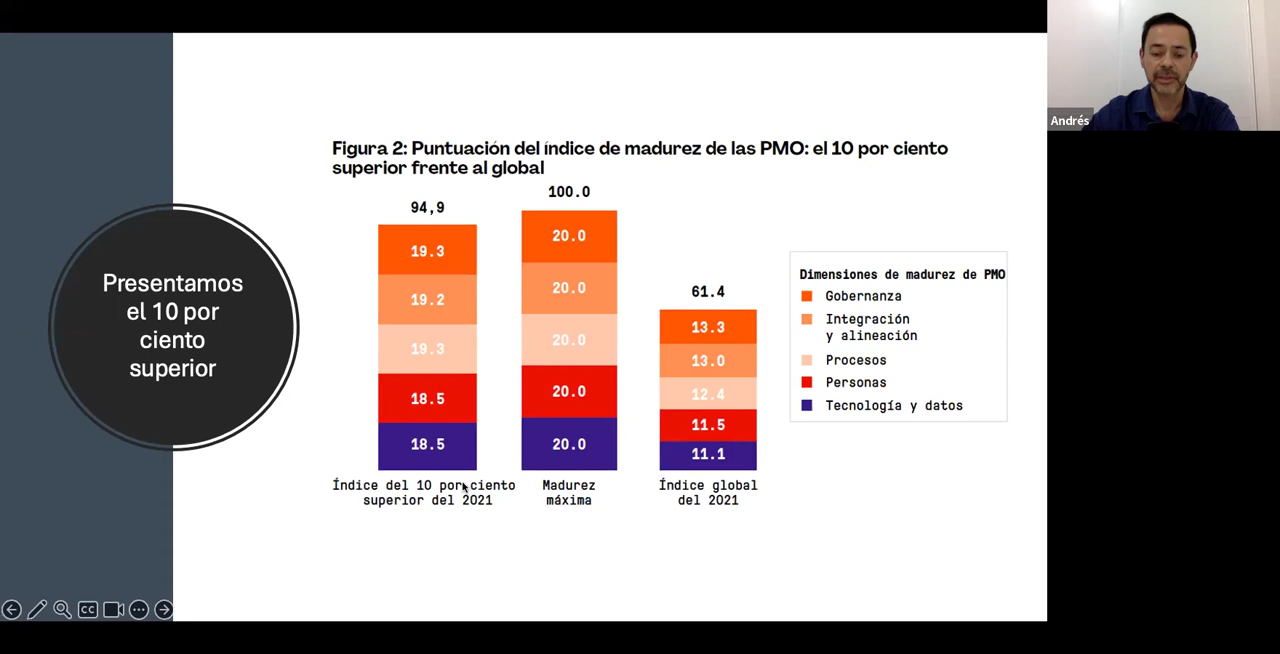 Presentamos
el 10 por
ciento
superior
Figura 2: Puntuación del índice de madurez de las PMO: el 10 por ciento
superior frente al global
94,9
19.3
19.2
19.3
18.5
18.5
Índice del 10 por ciento
superior del 2021
100.0
20.0
20.0
20.0
20.0
20.0
Madurez
máxima
61.4
13.3
13.0
12.4
11.5
11.1
Índice global
del 2021
Dimensiones de madurez de PMO
Gobernanza
Integración
y alineación
Procesos
Personas
Tecnología y datos
CC
Andrés